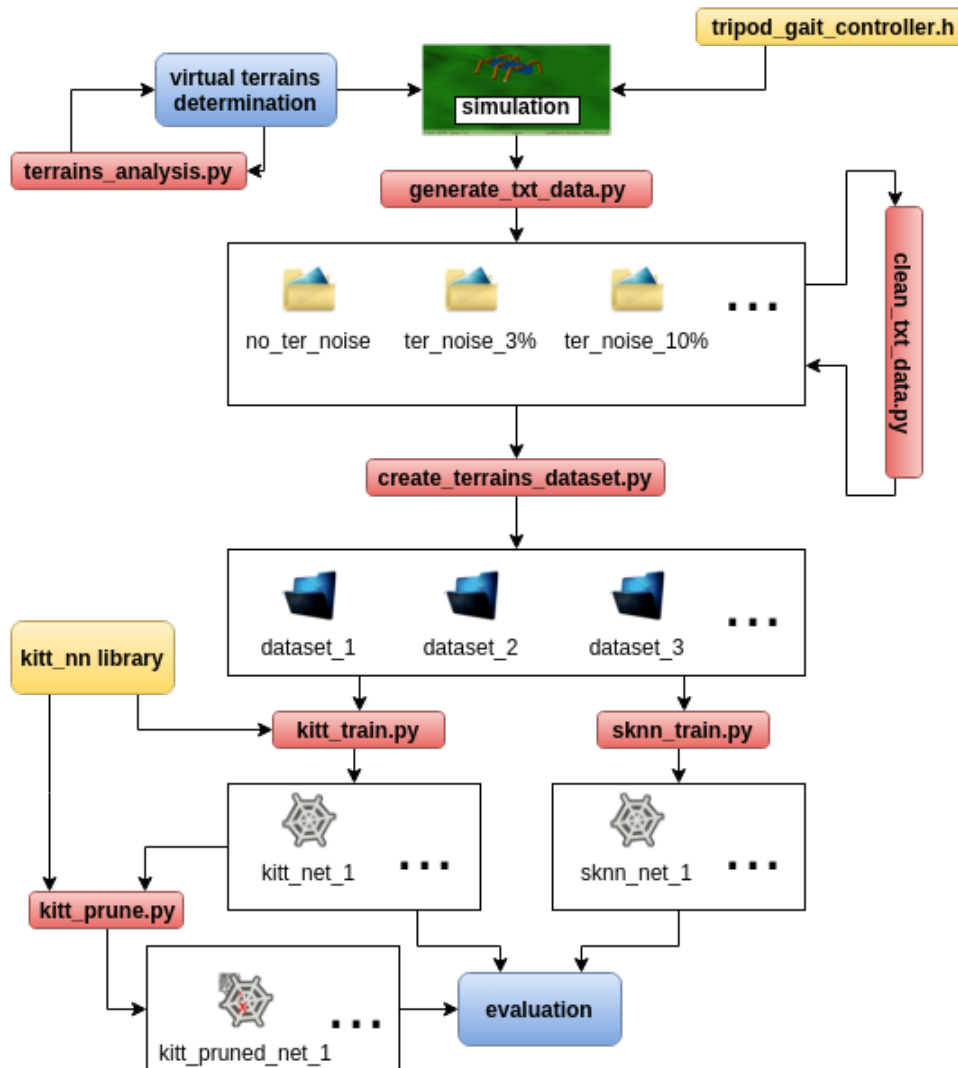 tripod_gait_controller.h
virtual terrains
determination
simulation
terrains_analysis.py
generate_txt_data.py
clean_txt_data.py
no_ter_noise
ter_noise_3%
ter_noise_10%
...
create_terrains_dataset.py
dataset_1
dataset_2
dataset_3
...
kitt_nn library
kitt_train.py
sknn_train.py
kitt_net_1
...
sknn_net_1
...
kitt_prune.py
kitt_pruned_net_1
...
evaluation